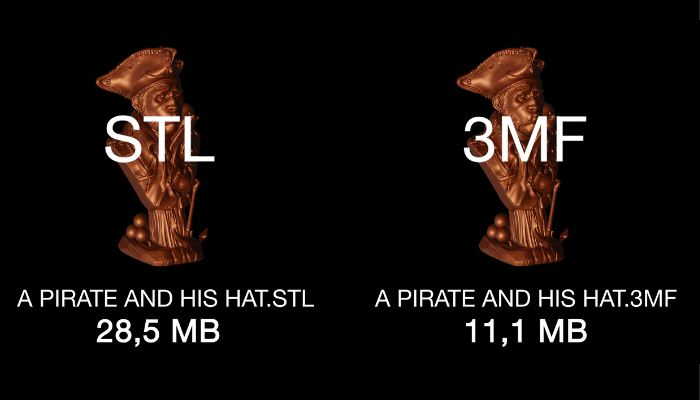 STL
3MF
A PIRATE AND HIS HAT.STL
28,5 MB
A PIRATE AND HIS HAT.3MF
11,1 MB